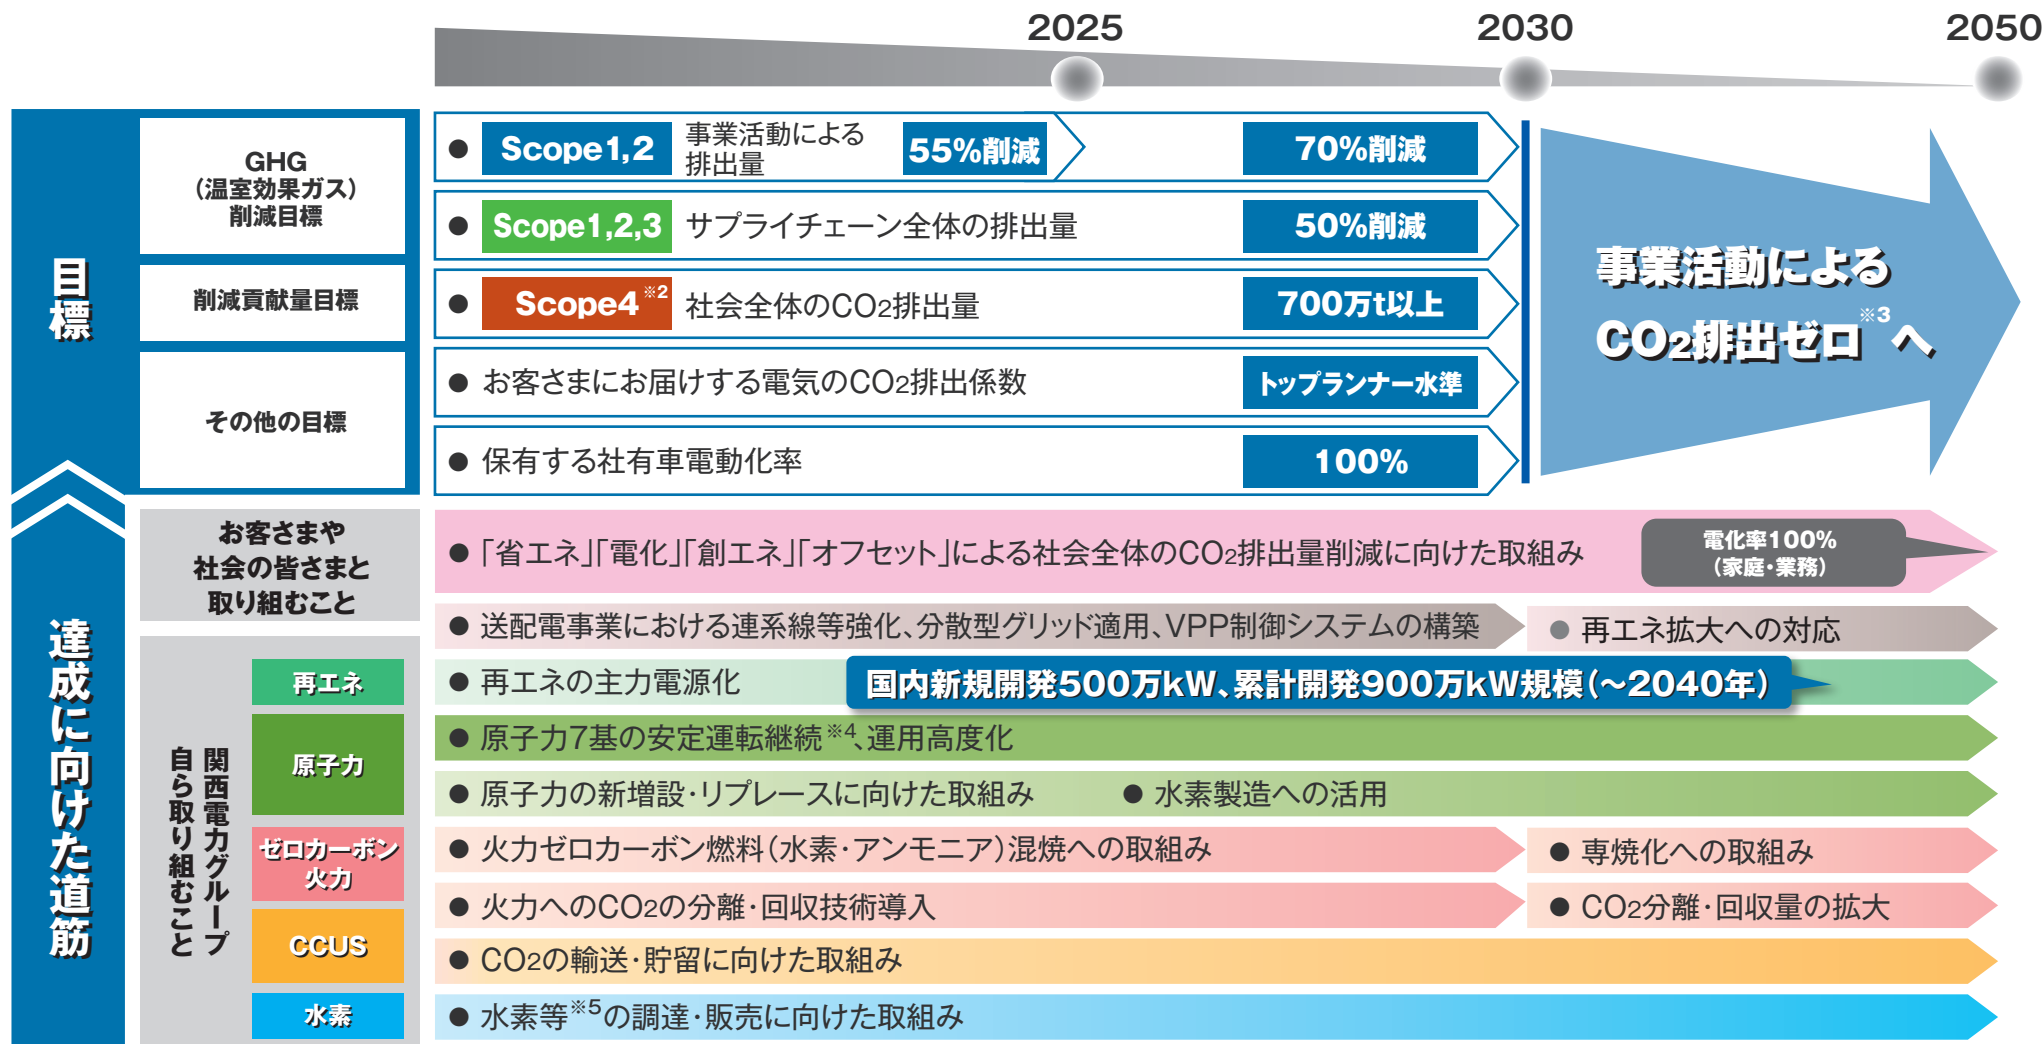 2025
2030
2050
目標
GHG
（温室効果ガス）
削減目標
● Scope1,2 事業活動による
排出量
55%削減
70%削減
● Scope1,2,3 サプライチェーン全体の排出量
50%削減
削減貢献量目標
● Scope4※2 社会全体のCO2排出量
700万t以上
その他の目標
● お客さまにお届けする電気のCO2排出係数
トップランナー水準
● 保有する社有車電動化率
100%
事業活動による
CO2排出ゼロ※3へ
達成に向けた道筋
お客さまや
社会の皆さまと
取り組むこと
● 「省エネ」「電化」「創エネ」「オフセット」による社会全体のCO2排出量削減に向けた取組み
電化率100%
（家庭・業務）
● 送配電事業における連系線等強化、分散型グリッド適用、VPP制御システムの構築
● 再エネ拡大への対応
関西電力グループ
自ら取り組むこと
再エネ
● 再エネの主力電源化
国内新規開発500万kW、累計開発900万kW規模（～2040年）
原子力
● 原子力7基の安定運転継続※4、運用高度化
● 原子力の新増設・リプレースに向けた取組み
● 水素製造への活用
ゼロカーボン
火力
● 火力ゼロカーボン燃料（水素・アンモニア）混焼への取組み
● 専焼化への取組み
● 火力へのCO2の分離・回収技術導入
● CO2分離・回収量の拡大
CCUS
● CO2の輸送・貯留に向けた取組み
水素
● 水素等※5の調達・販売に向けた取組み